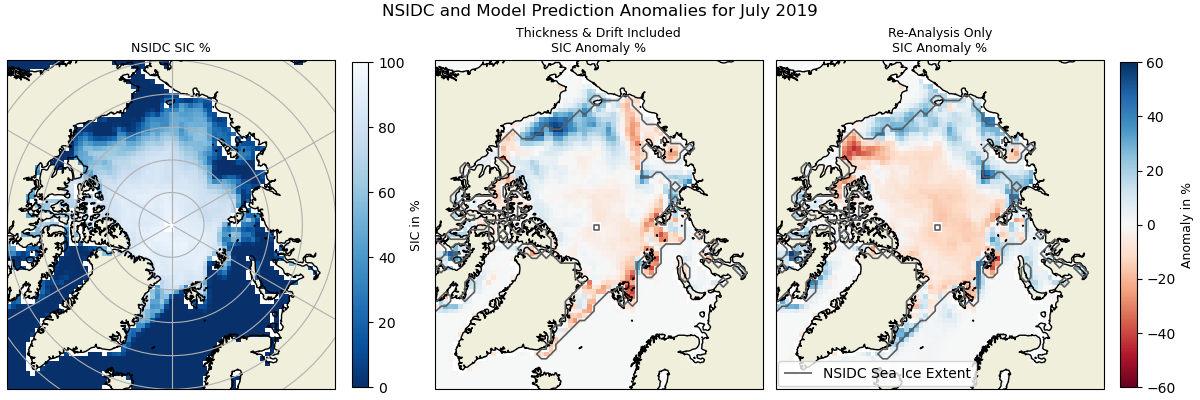 NSIDC and Model Prediction Anomalies for July 2019
NSIDC SIC %
Thickness & Drift Included
SIC Anomaly %
Re-Analysis Only
SIC Anomaly %
100
80
60
40
20
0
SIC in %
60
40
20
0
−20
−40
−60
Anomaly in %
NSIDC Sea Ice Extent